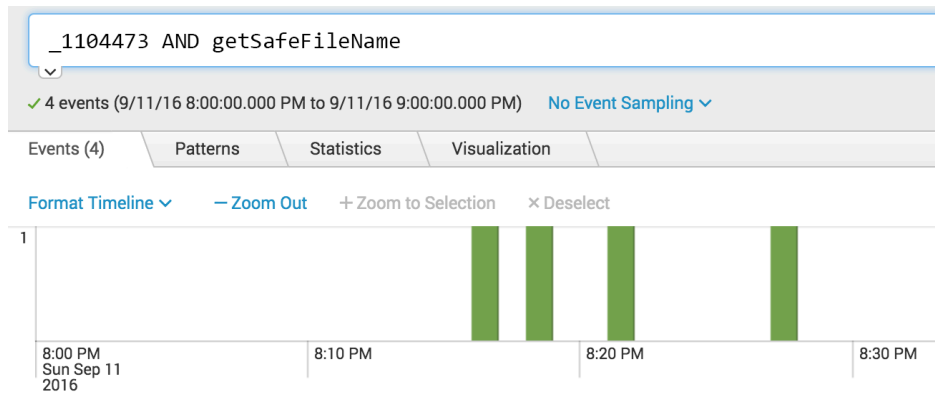 _1104473 AND getSafeFileName
4 events (9/11/16 8:00:00.000 PM to 9/11/16 9:00:00.000 PM) No Event Sampling
Events (4) Patterns Statistics Visualization
Format Timeline — Zoom Out + Zoom to Selection × Deselect
1
8:00 PM 8:10 PM 8:20 PM 8:30 PM
Sun Sep 11
2016